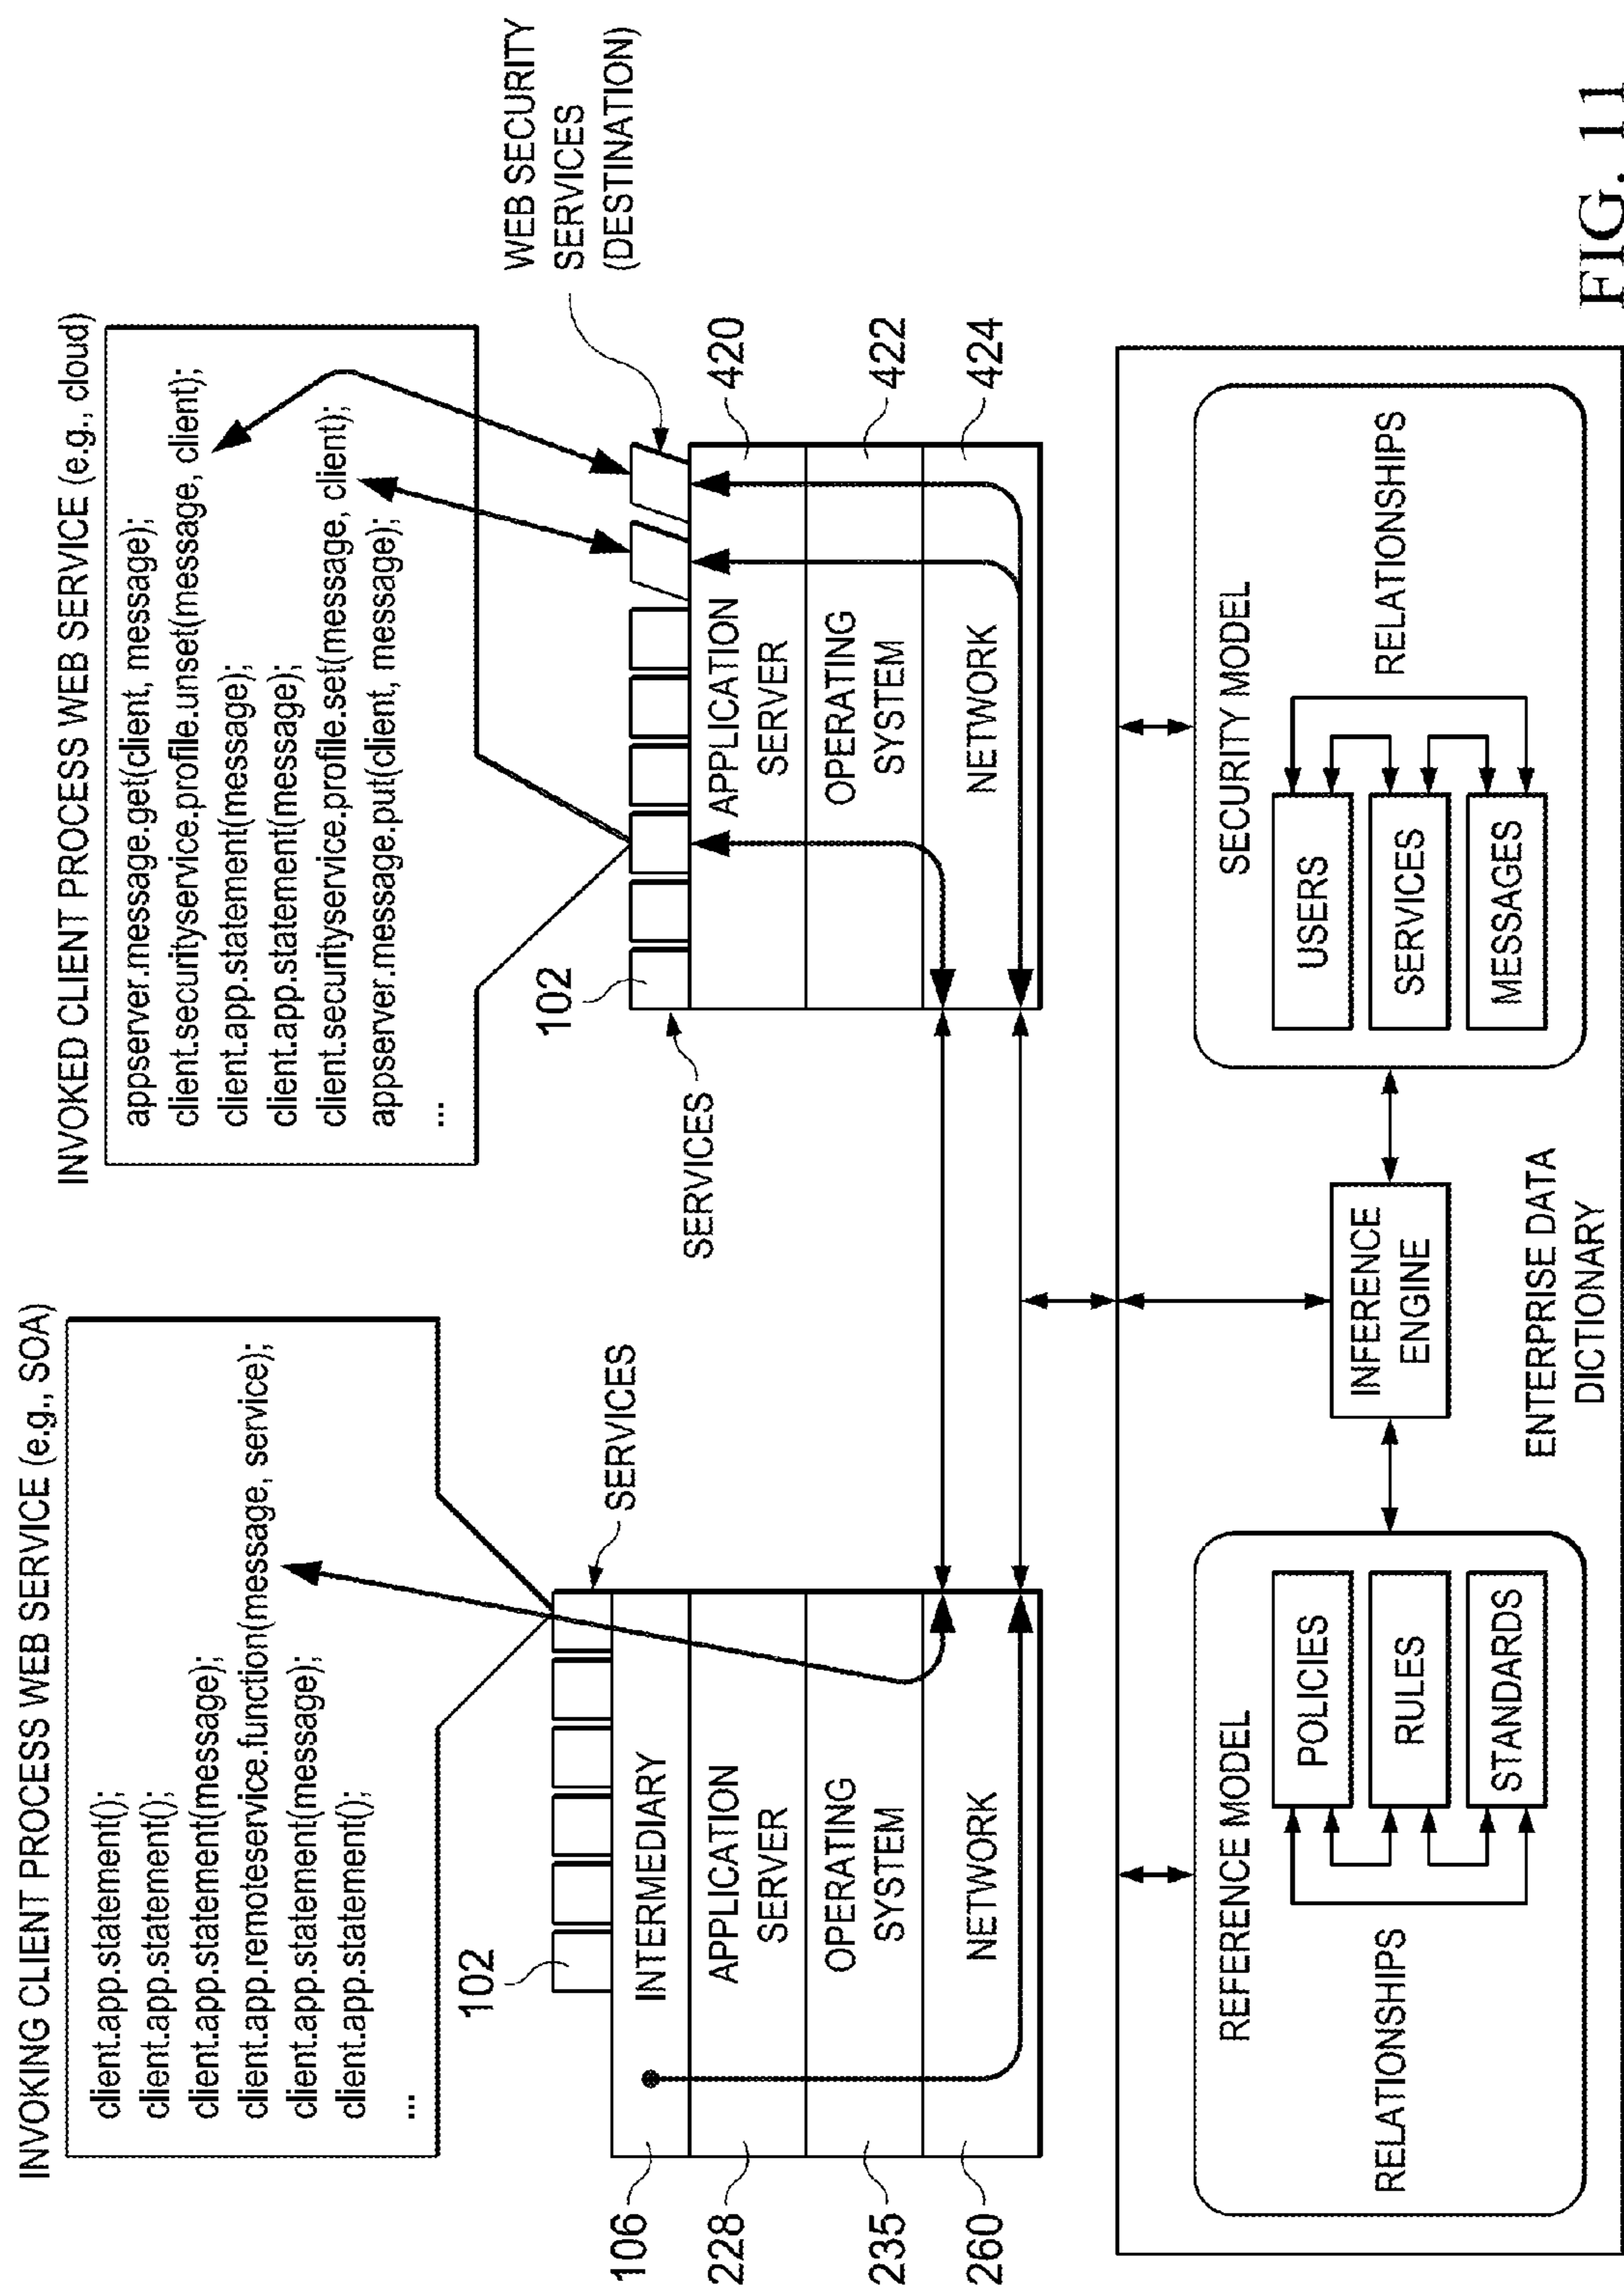 INVOKING CLIENT PROCESS WEB SERVICE (e.g., SOA)
client.app.statement();
client.app.statement();
client.app.statement(message);
client.app.remoteservice.function(message, service);
client.app.statement(message);
client.app.statement();
...
102
SERVICES
106
INTERMEDIARY
228
APPLICATION
SERVER
235
OPERATING
SYSTEM
260
NETWORK
INVOKED CLIENT PROCESS WEB SERVICE (e.g., cloud)
appserver.message.get(client, message);
client.securityservice.profile.unset(message, client);
client.app.statement(message);
client.app.statement(message);
client.securityservice.profile.set(message, client);
appserver.message.put(client, message);
...
WEB SECURITY
SERVICES
(DESTINATION)
102
SERVICES
APPLICATION
SERVER
420
OPERATING
SYSTEM
422
NETWORK
424
REFERENCE MODEL
RELATIONSHIPS
POLICIES
RULES
STANDARDS
INFERENCE
ENGINE
ENTERPRISE DATA
DICTIONARY
SECURITY MODEL
USERS
SERVICES
MESSAGES
RELATIONSHIPS
FIG. 11